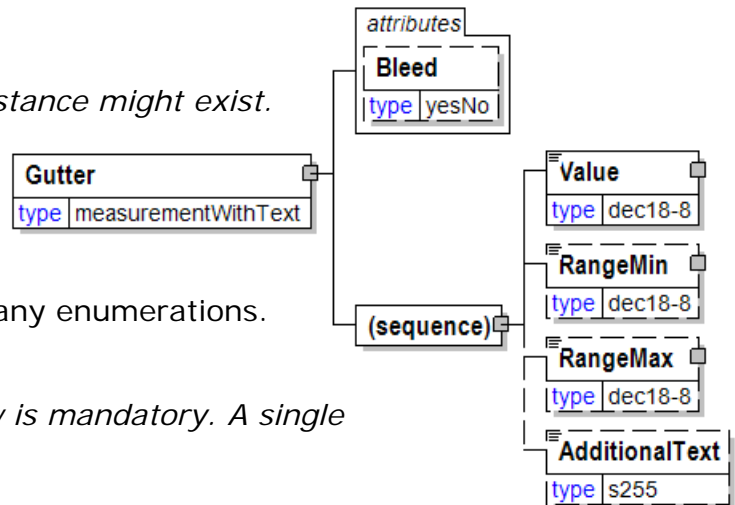 attributes
Bleed
type yesNo
stance might exist.
Gutter
type measurementWithText
Value
type dec18-8
RangeMin
type dec18-8
any enumerations.
(sequence)
RangeMax
type dec18-8
is mandatory. A single
AdditionalText
type s255